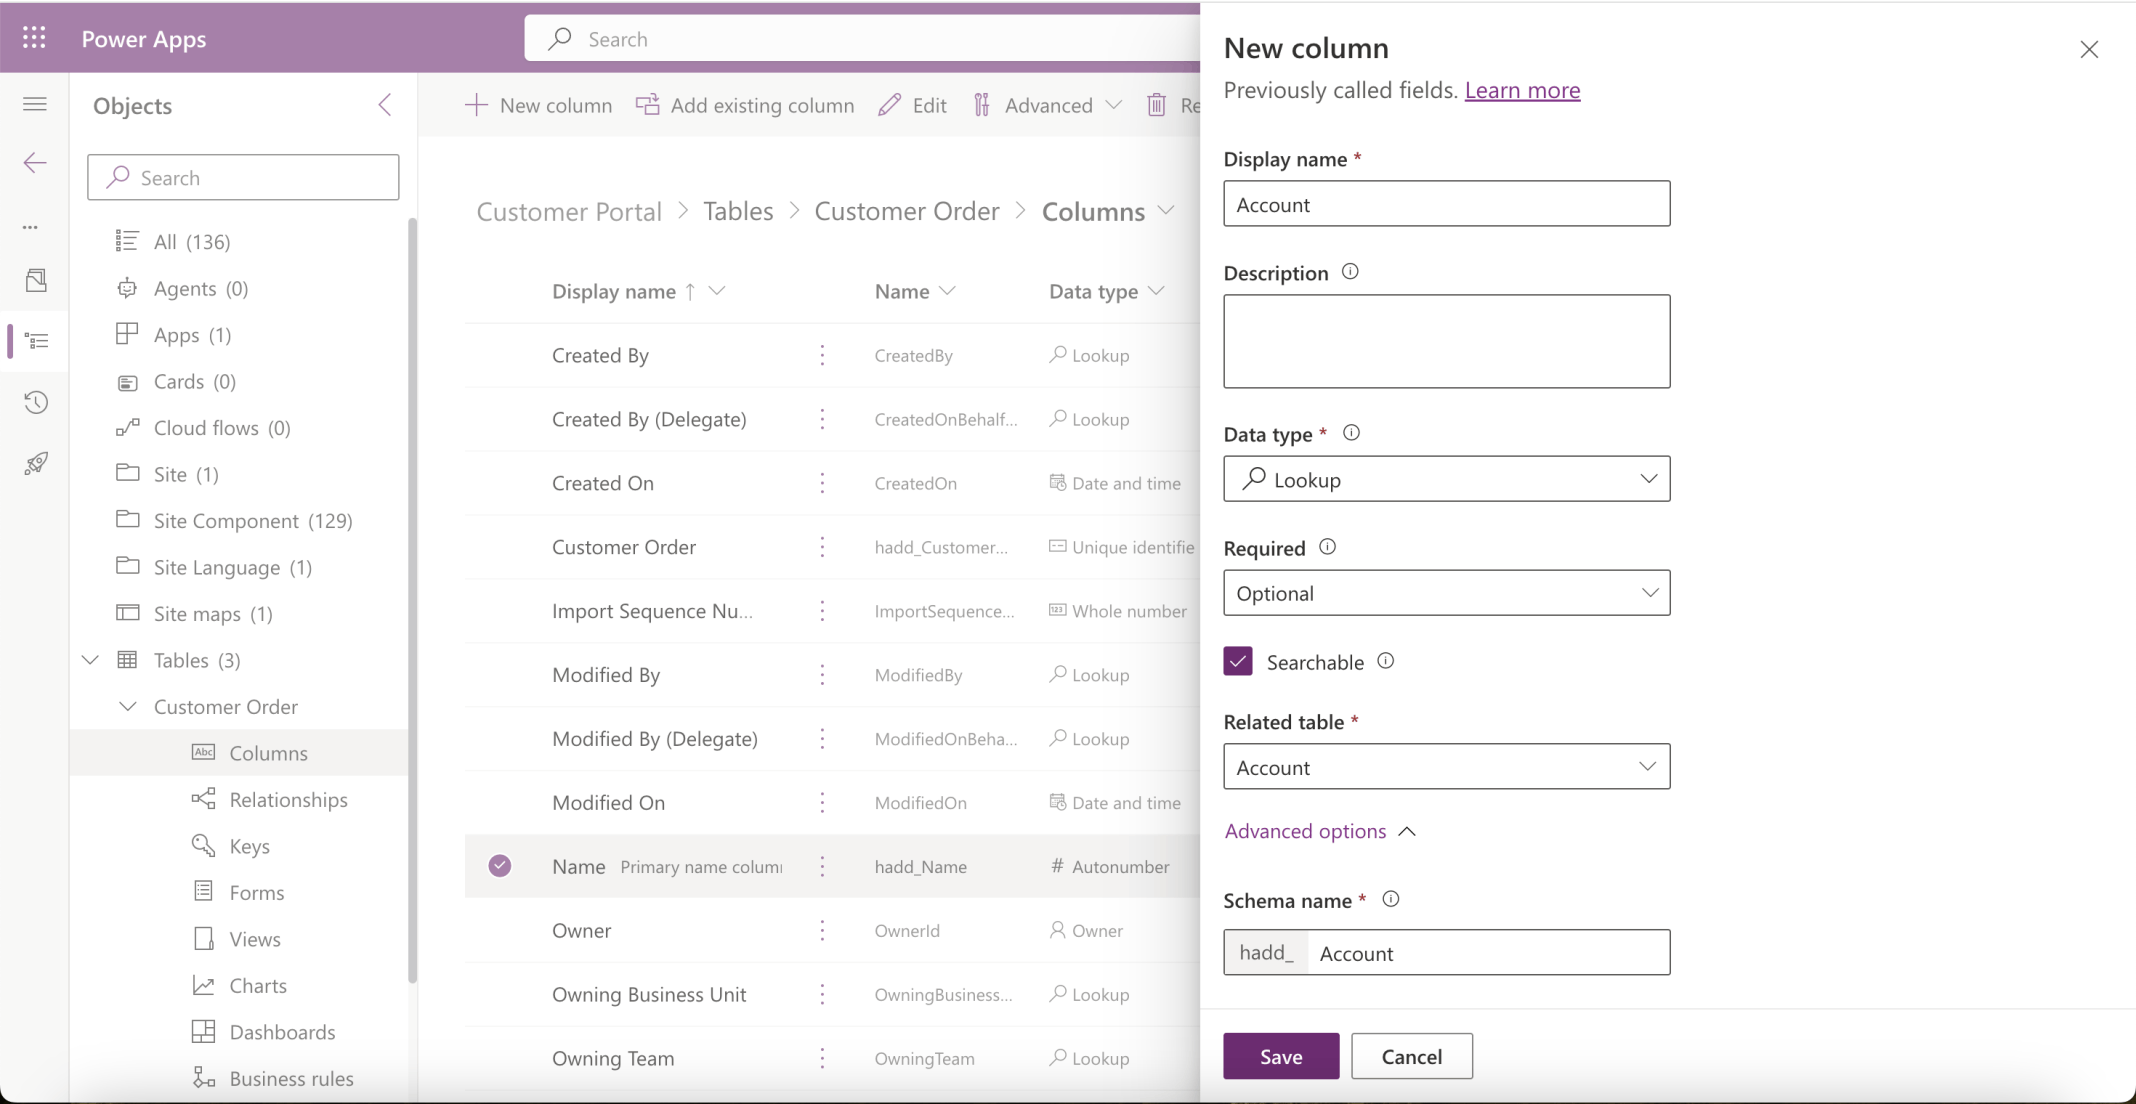 Power Apps
Search
Objects
Search
All (136)
Agents (0)
Apps (1)
Cards (0)
Cloud flows (0)
Site (1)
Site Component (129)
Site Language (1)
Site maps (1)
Tables (3)
Customer Order
Abc Columns
Relationships
Keys
Forms
Views
Charts
Dashboards
Business rules
New column Add existing column Edit Advanced Re
Customer Portal > Tables > Customer Order > Columns
Display name ↑ Name Data type
Created By CreatedBy Lookup
Created By (Delegate) CreatedOnBehalf... Lookup
Created On CreatedOn Date and time
Customer Order hadd_Customer... Unique identifie
Import Sequence Nu... ImportSequence... 123 Whole number
Modified By ModifiedBy Lookup
Modified By (Delegate) ModifiedOnBeha... Lookup
Modified On ModifiedOn Date and time
Name Primary name colum hadd_Name # Autonumber
Owner OwnerId Owner
Owning Business Unit OwningBusiness... Lookup
Owning Team OwningTeam Lookup
New column
Previously called fields. Learn more
Display name *
Account
Description
Data type *
Lookup
Required
Optional
Searchable
Related table *
Account
Advanced options
Schema name *
hadd_ Account
Save Cancel